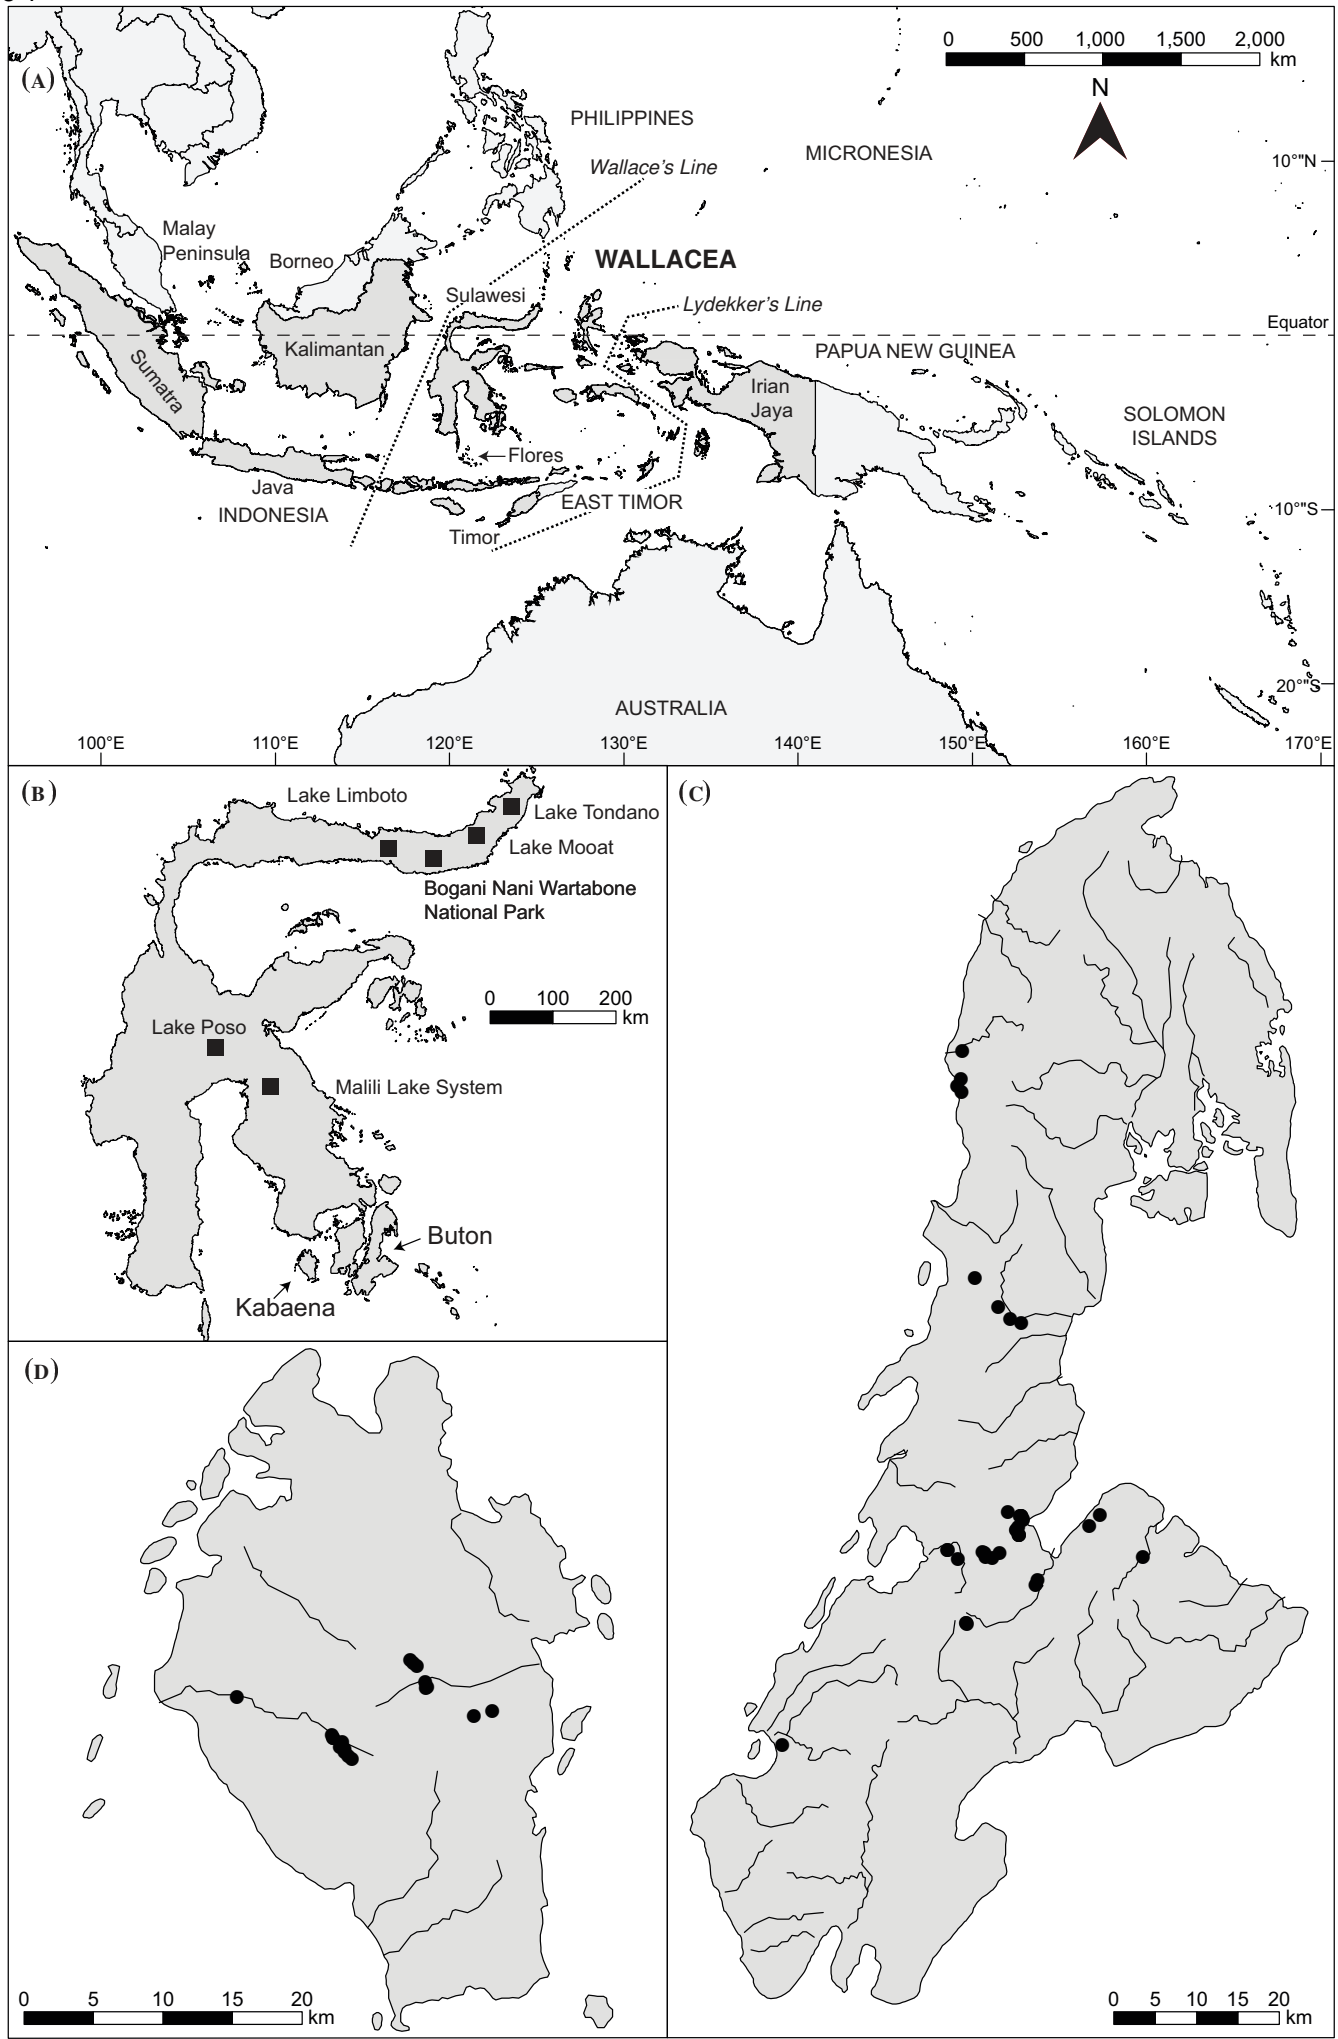 (A)
0 500 1,000 1,500 2,000
km
N
PHILIPPINES
MICRONESIA
10°"N
Wallace's Line
Malay
Peninsula
Borneo
WALLACEA
Sulawesi
Lydekker's Line
Equator
Kalimantan
PAPUA NEW GUINEA
Sumatra
Irian
Jaya
SOLOMON
ISLANDS
Flores
Java
INDONESIA
EAST TIMOR
10°"S
Timor
20°"S
AUSTRALIA
100°E 110°E 120°E 130°E 140°E 150°E 160°E 170°E
(B)
Lake Limboto
Lake Tondano
Lake Mooat
Bogani Nani Wartabone
National Park
0 100 200
km
Lake Poso
Malili Lake System
Buton
Kabaena
(C)
0 5 10 15 20
km
(D)
0 5 10 15 20
km